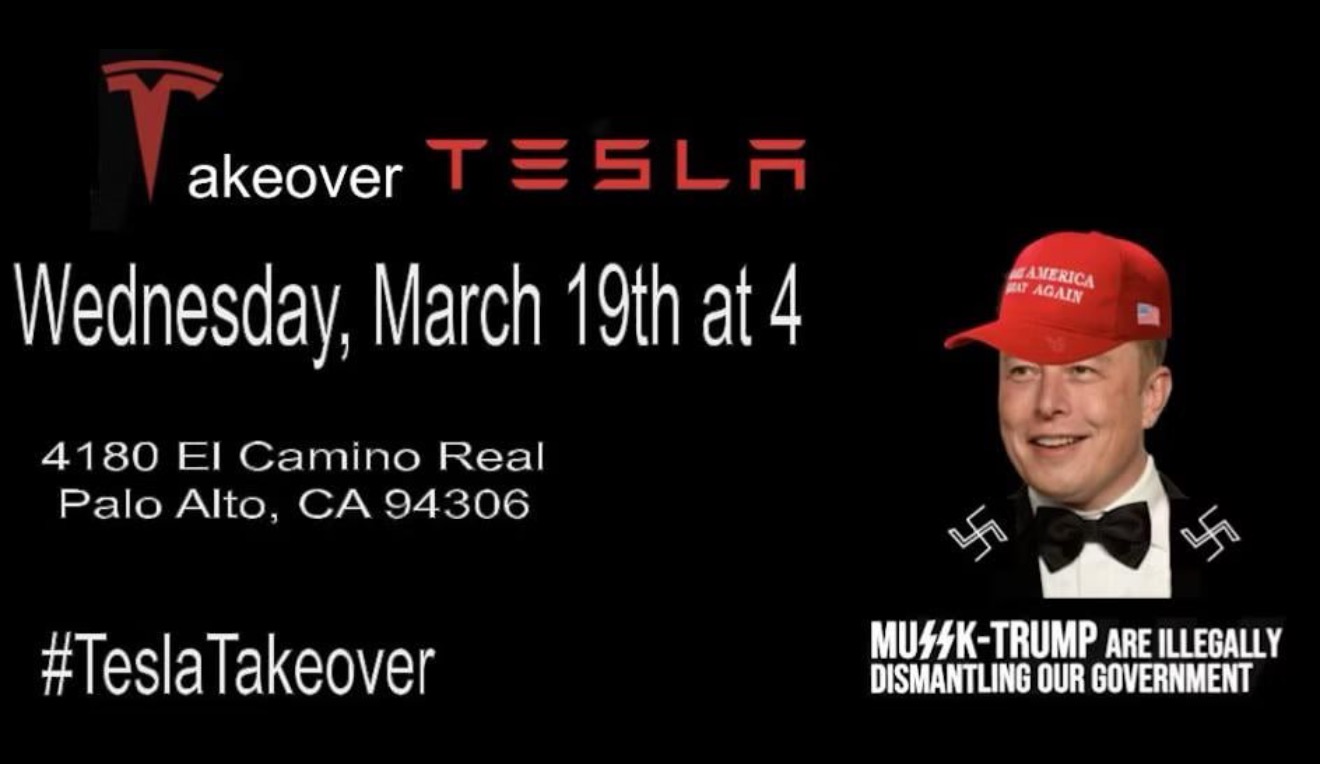 Takeover TESLA
Wednesday, March 19th at 4
4180 El Camino Real
Palo Alto, CA 94306
#TeslaTakeover
AMERICA
AGAIN
MUSSK-TRUMP ARE ILLEGALLY
DISMANTLING OUR GOVERNMENT